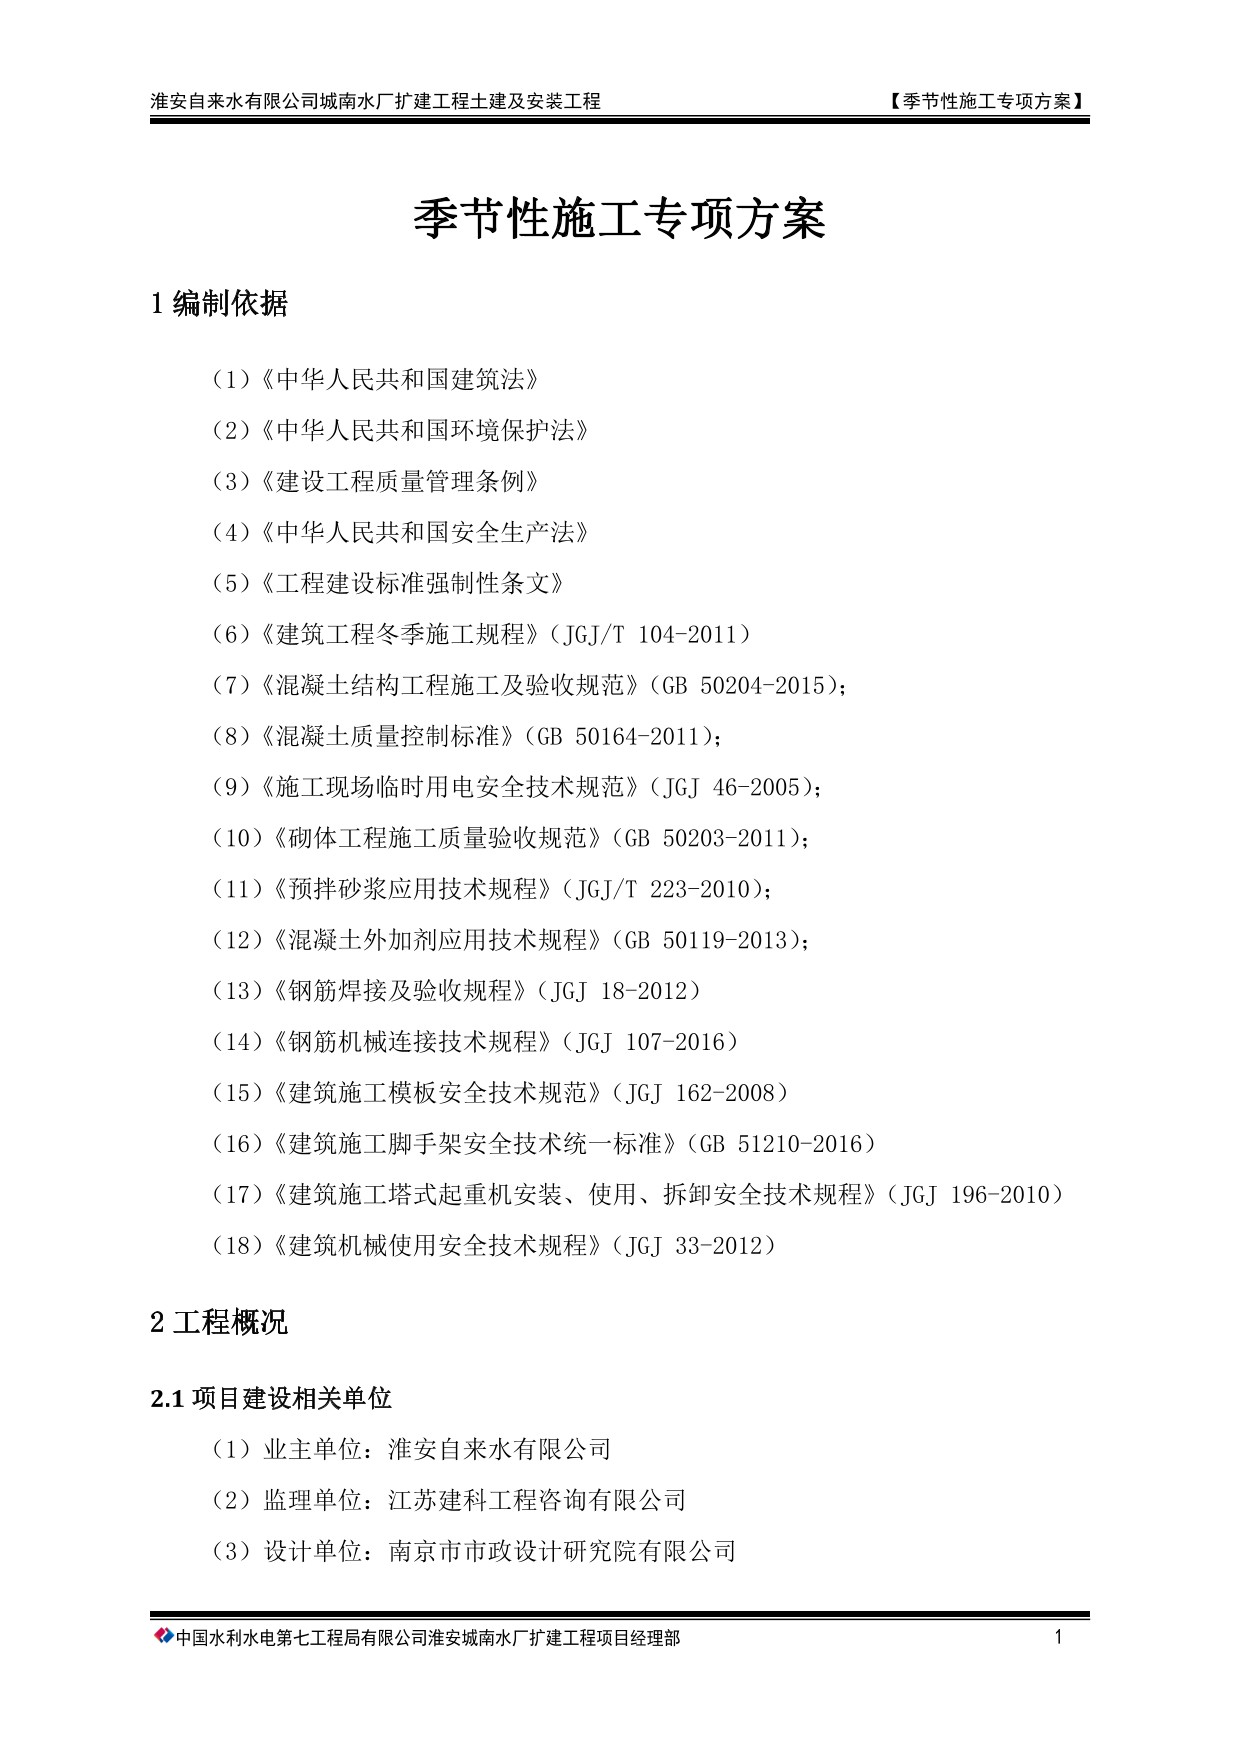 淮安自来水有限公司城南水厂扩建工程土建及安装工程 【季节性施工专项方案】
季节性施工专项方案
1 编制依据
（1）《中华人民共和国建筑法》
（2）《中华人民共和国环境保护法》
（3）《建设工程质量管理条例》
（4）《中华人民共和国安全生产法》
（5）《工程建设标准强制性条文》
（6）《建筑工程冬季施工规程》（JGJ/T 104-2011）
（7）《混凝土结构工程施工及验收规范》（GB 50204-2015）；
（8）《混凝土质量控制标准》（GB 50164-2011）；
（9）《施工现场临时用电安全技术规范》（JGJ 46-2005）；
（10）《砌体工程施工质量验收规范》（GB 50203-2011）；
（11）《预拌砂浆应用技术规程》（JGJ/T 223-2010）；
（12）《混凝土外加剂应用技术规程》（GB 50119-2013）；
（13）《钢筋焊接及验收规程》（JGJ 18-2012）
（14）《钢筋机械连接技术规程》（JGJ 107-2016）
（15）《建筑施工模板安全技术规范》（JGJ 162-2008）
（16）《建筑施工脚手架安全技术统一标准》（GB 51210-2016）
（17）《建筑施工塔式起重机安装、使用、拆卸安全技术规程》（JGJ 196-2010）
（18）《建筑机械使用安全技术规程》（JGJ 33-2012）
2 工程概况
2.1 项目建设相关单位
（1）业主单位：淮安自来水有限公司
（2）监理单位：江苏建科工程咨询有限公司
（3）设计单位：南京市市政设计研究院有限公司
中国水利水电第七工程局有限公司淮安城南水厂扩建工程项目经理部 1